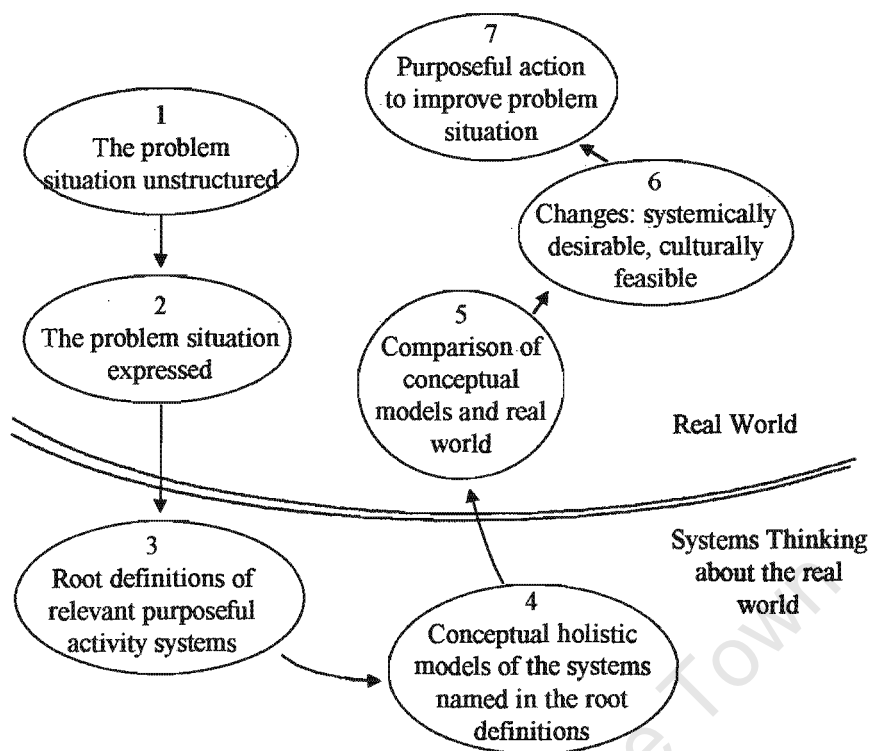 1
The problem
situation unstructured
2
The problem situation
expressed
3
Root definitions of
relevant purposeful
activity systems
4
Conceptual holistic
models of the systems
named in the root
definitions
5
Comparison of
conceptual
models and real
world
6
Changes: systemically
desirable, culturally
feasible
7
Purposeful action
to improve problem
situation
Real World
Systems Thinking
about the real
world
Town